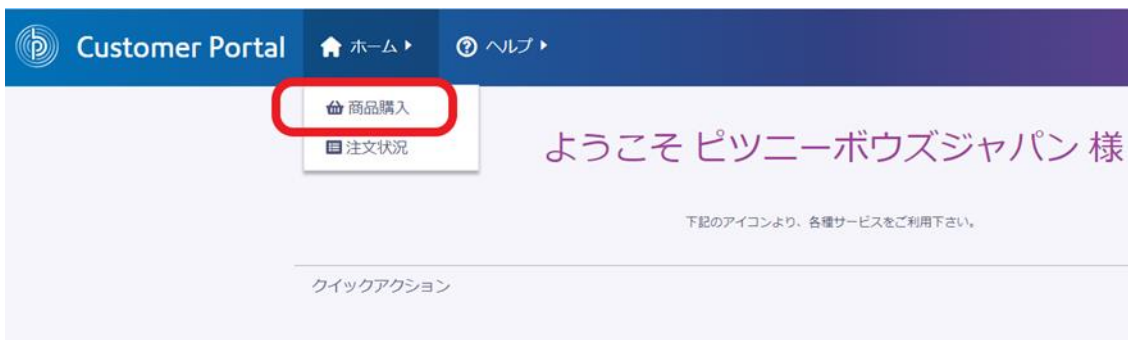 Customer Portal ホーム ヘルプ
商品購入
注文状況
ようこそ ピツニーボウズジャパン 様
下記のアイコンより、各種サービスをご利用下さい。
クイックアクション